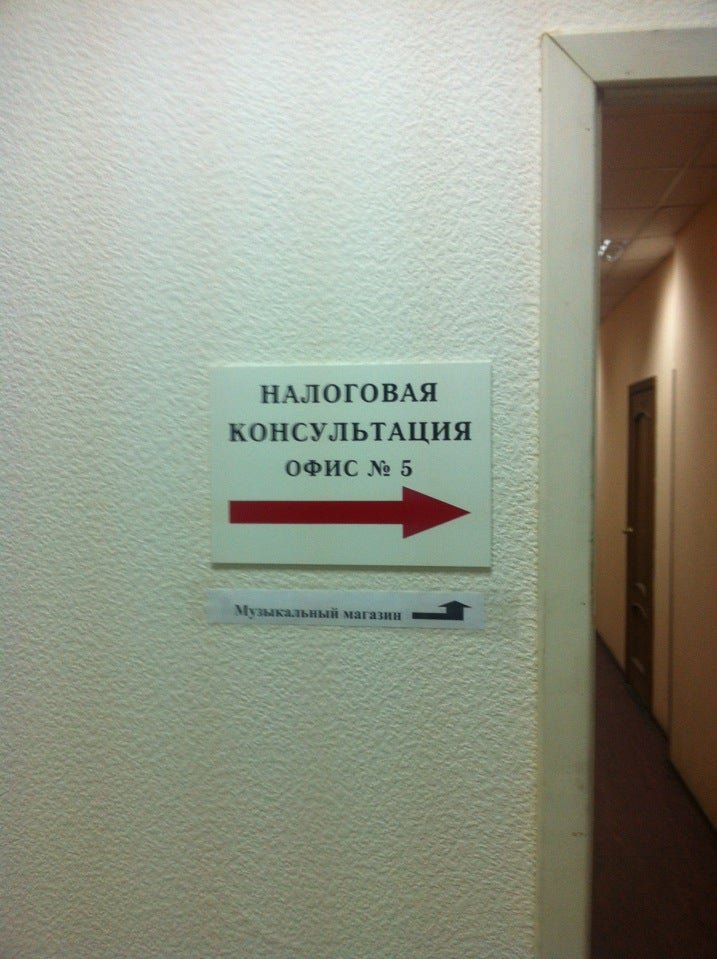 НАЛОГОВАЯ
КОНСУЛЬТАЦИЯ
ОФИС № 5
Музыкальный магазин